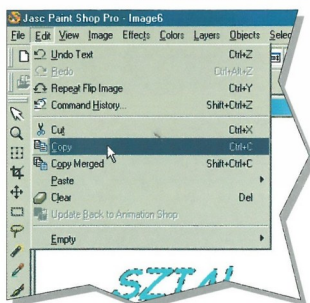 Jasc Paint Shop Pro - Image6
File Edit View Image Effects Colors Layers Objects
Undo Text Ctrl+Z
Redo Ctrl+Alt+Z
Repeat Flip Image Ctrl+Y
Command History... Shift+Ctrl+Z
Cut Ctrl+X
Copy Ctrl+C
Copy Merged Shift+Ctrl+C
Paste
Clear Del
Update Back to Animation Shop
Empty